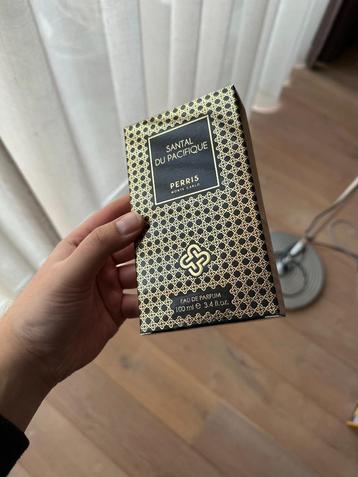 SANTAL
DU PACIFIQUE
PERRIS
MONTE CARLO
EAU DE PARFUM
100 ml ℮ 3.4 fl.oz.